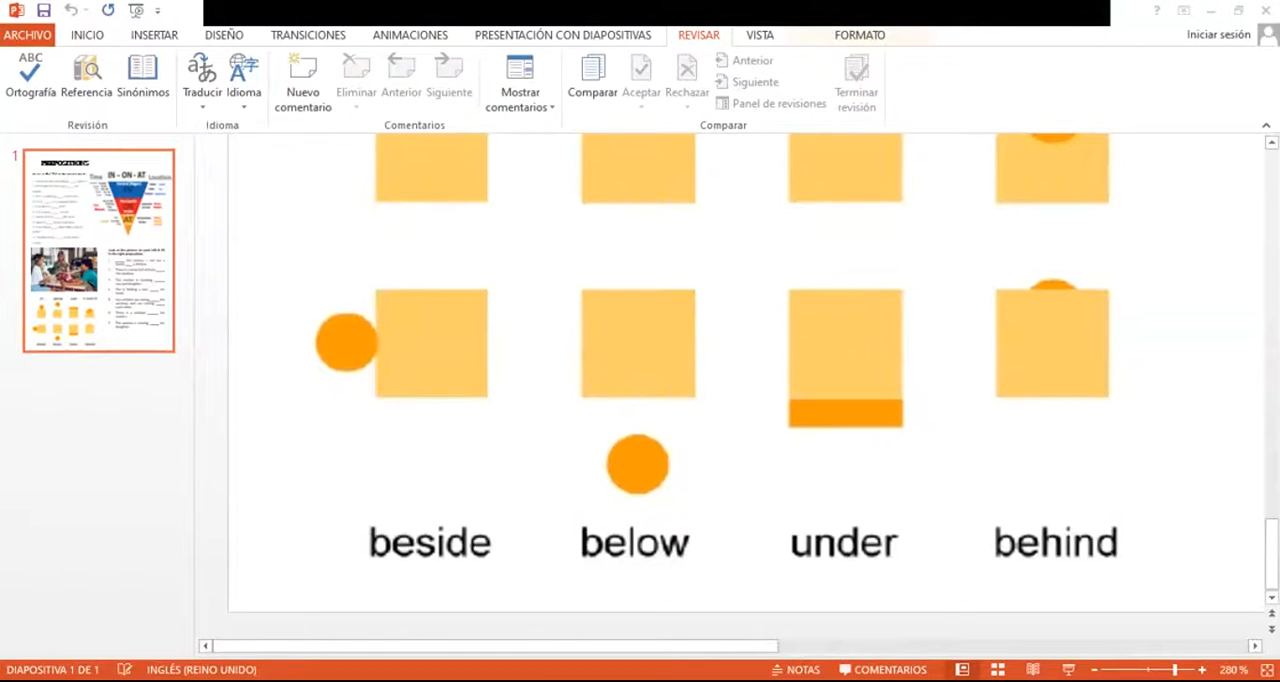 ARCHIVO INICIO INSERTAR DISEÑO TRANSICIONES ANIMACIONES PRESENTACIÓN CON DIAPOSITIVAS REVISAR VISTA FORMATO Iniciar sesión
Ortografía Referencia Sinónimos
Revisión
Traducir Idioma
Idioma
Nuevo comentario Eliminar Anterior Siguiente Mostrar comentarios
Comentarios
Comparar Aceptar Rechazar
Anterior
Siguiente
Panel de revisiones
Terminar revisión
Comparar
1
PREPOSITIONS
Time IN - ON - AT Location
beside below under behind
DIAPOSITIVA 1 DE 1 INGLÉS (REINO UNIDO) NOTAS COMENTARIOS 280 %